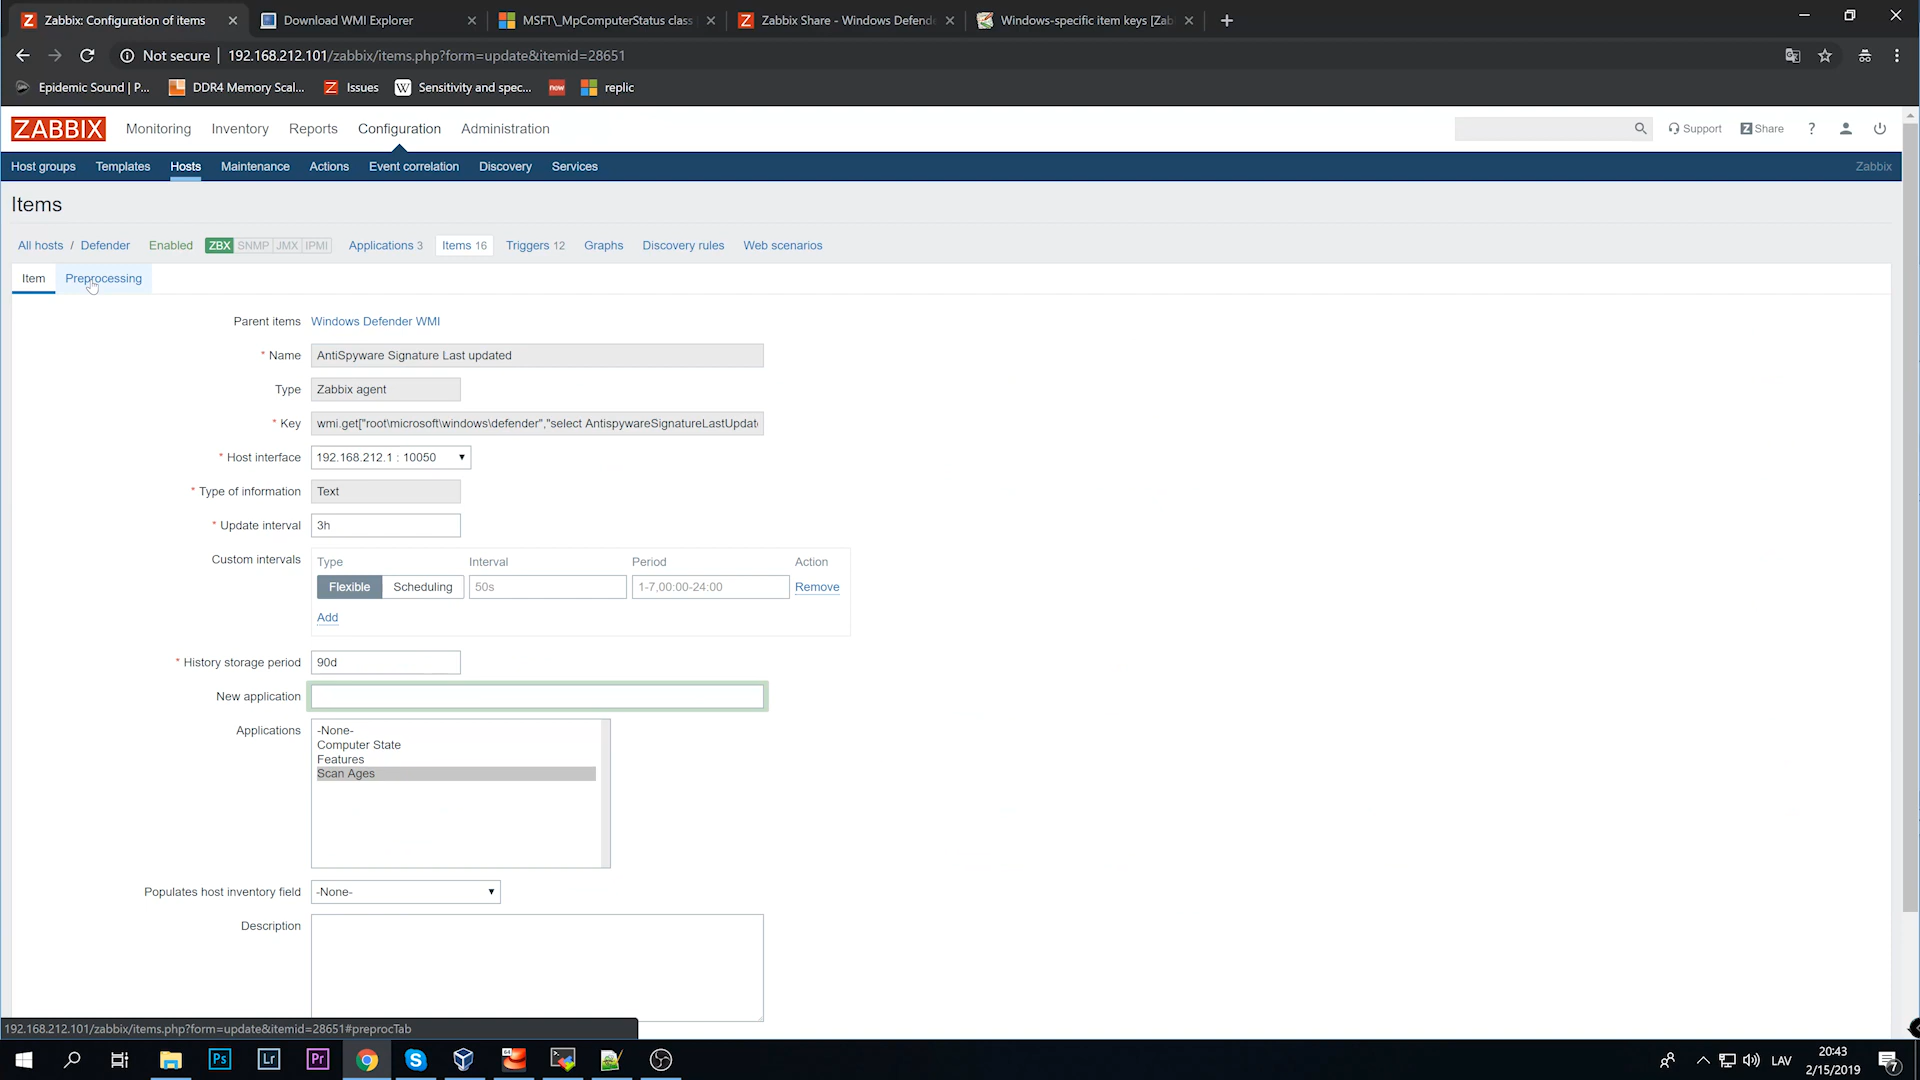 Zabbix: Configuration of items
Download WMI Explorer
MSFT\_MpComputerStatus class
Zabbix Share - Windows Defende
Windows-specific item keys [Zab
Not secure
192.168.212.101/zabbix/items.php?form=update&itemid=28651
Epidemic Sound | P...
DDR4 Memory Scal...
Issues
Sensitivity and spec...
now
replic
ZABBIX
Monitoring
Inventory
Reports
Configuration
Administration
Support
Share
?
Host groups
Templates
Hosts
Maintenance
Actions
Event correlation
Discovery
Services
Zabbix
Items
All hosts / Defender
Enabled
ZBX SNMP JMX IPMI
Applications 3
Items 16
Triggers 12
Graphs
Discovery rules
Web scenarios
Item
Preprocessing
Parent items Windows Defender WMI
* Name AntiSpyware Signature Last updated
Type Zabbix agent
* Key wmi.get["root\microsoft\windows\defender","select AntispywareSignatureLastUpdate
* Host interface 192.168.212.1 : 10050
* Type of information Text
* Update interval 3h
Custom intervals Type Interval Period Action
Flexible Scheduling 50s 1-7,00:00-24:00 Remove
Add
* History storage period 90d
New application
Applications -None-
Computer State
Features
Scan Ages
Populates host inventory field -None-
Description
192.168.212.101/zabbix/items.php?form=update&itemid=28651#preprocTab
Ps
Lr
Pr
LAV
20:43
2/15/2019
7